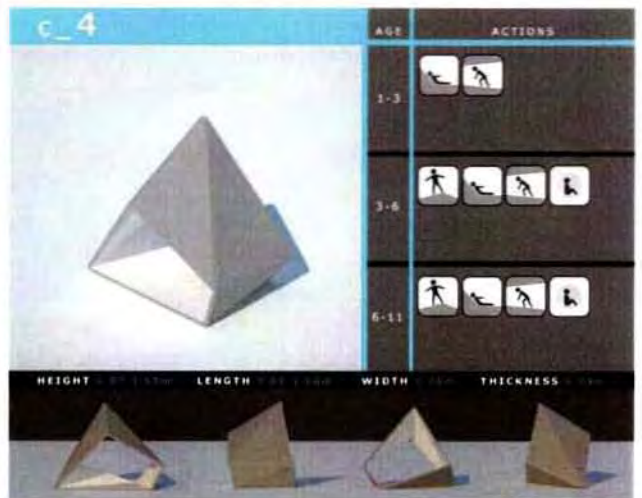 c_4
AGE ACTIONS
1-3
3-6
6-11
HEIGHT LENGTH WIDTH THICKNESS